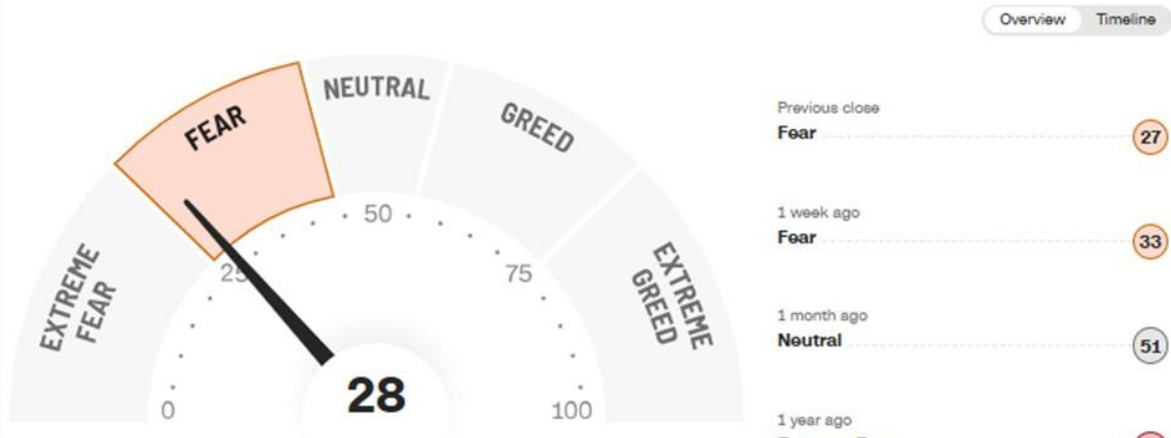 Overview Timeline
EXTREME
FEAR
FEAR
NEUTRAL
GREED
EXTREME
GREED
0
25
50
75
100
28
Previous close
Fear 27
1 week ago
Fear 33
1 month ago
Neutral 51
1 year ago